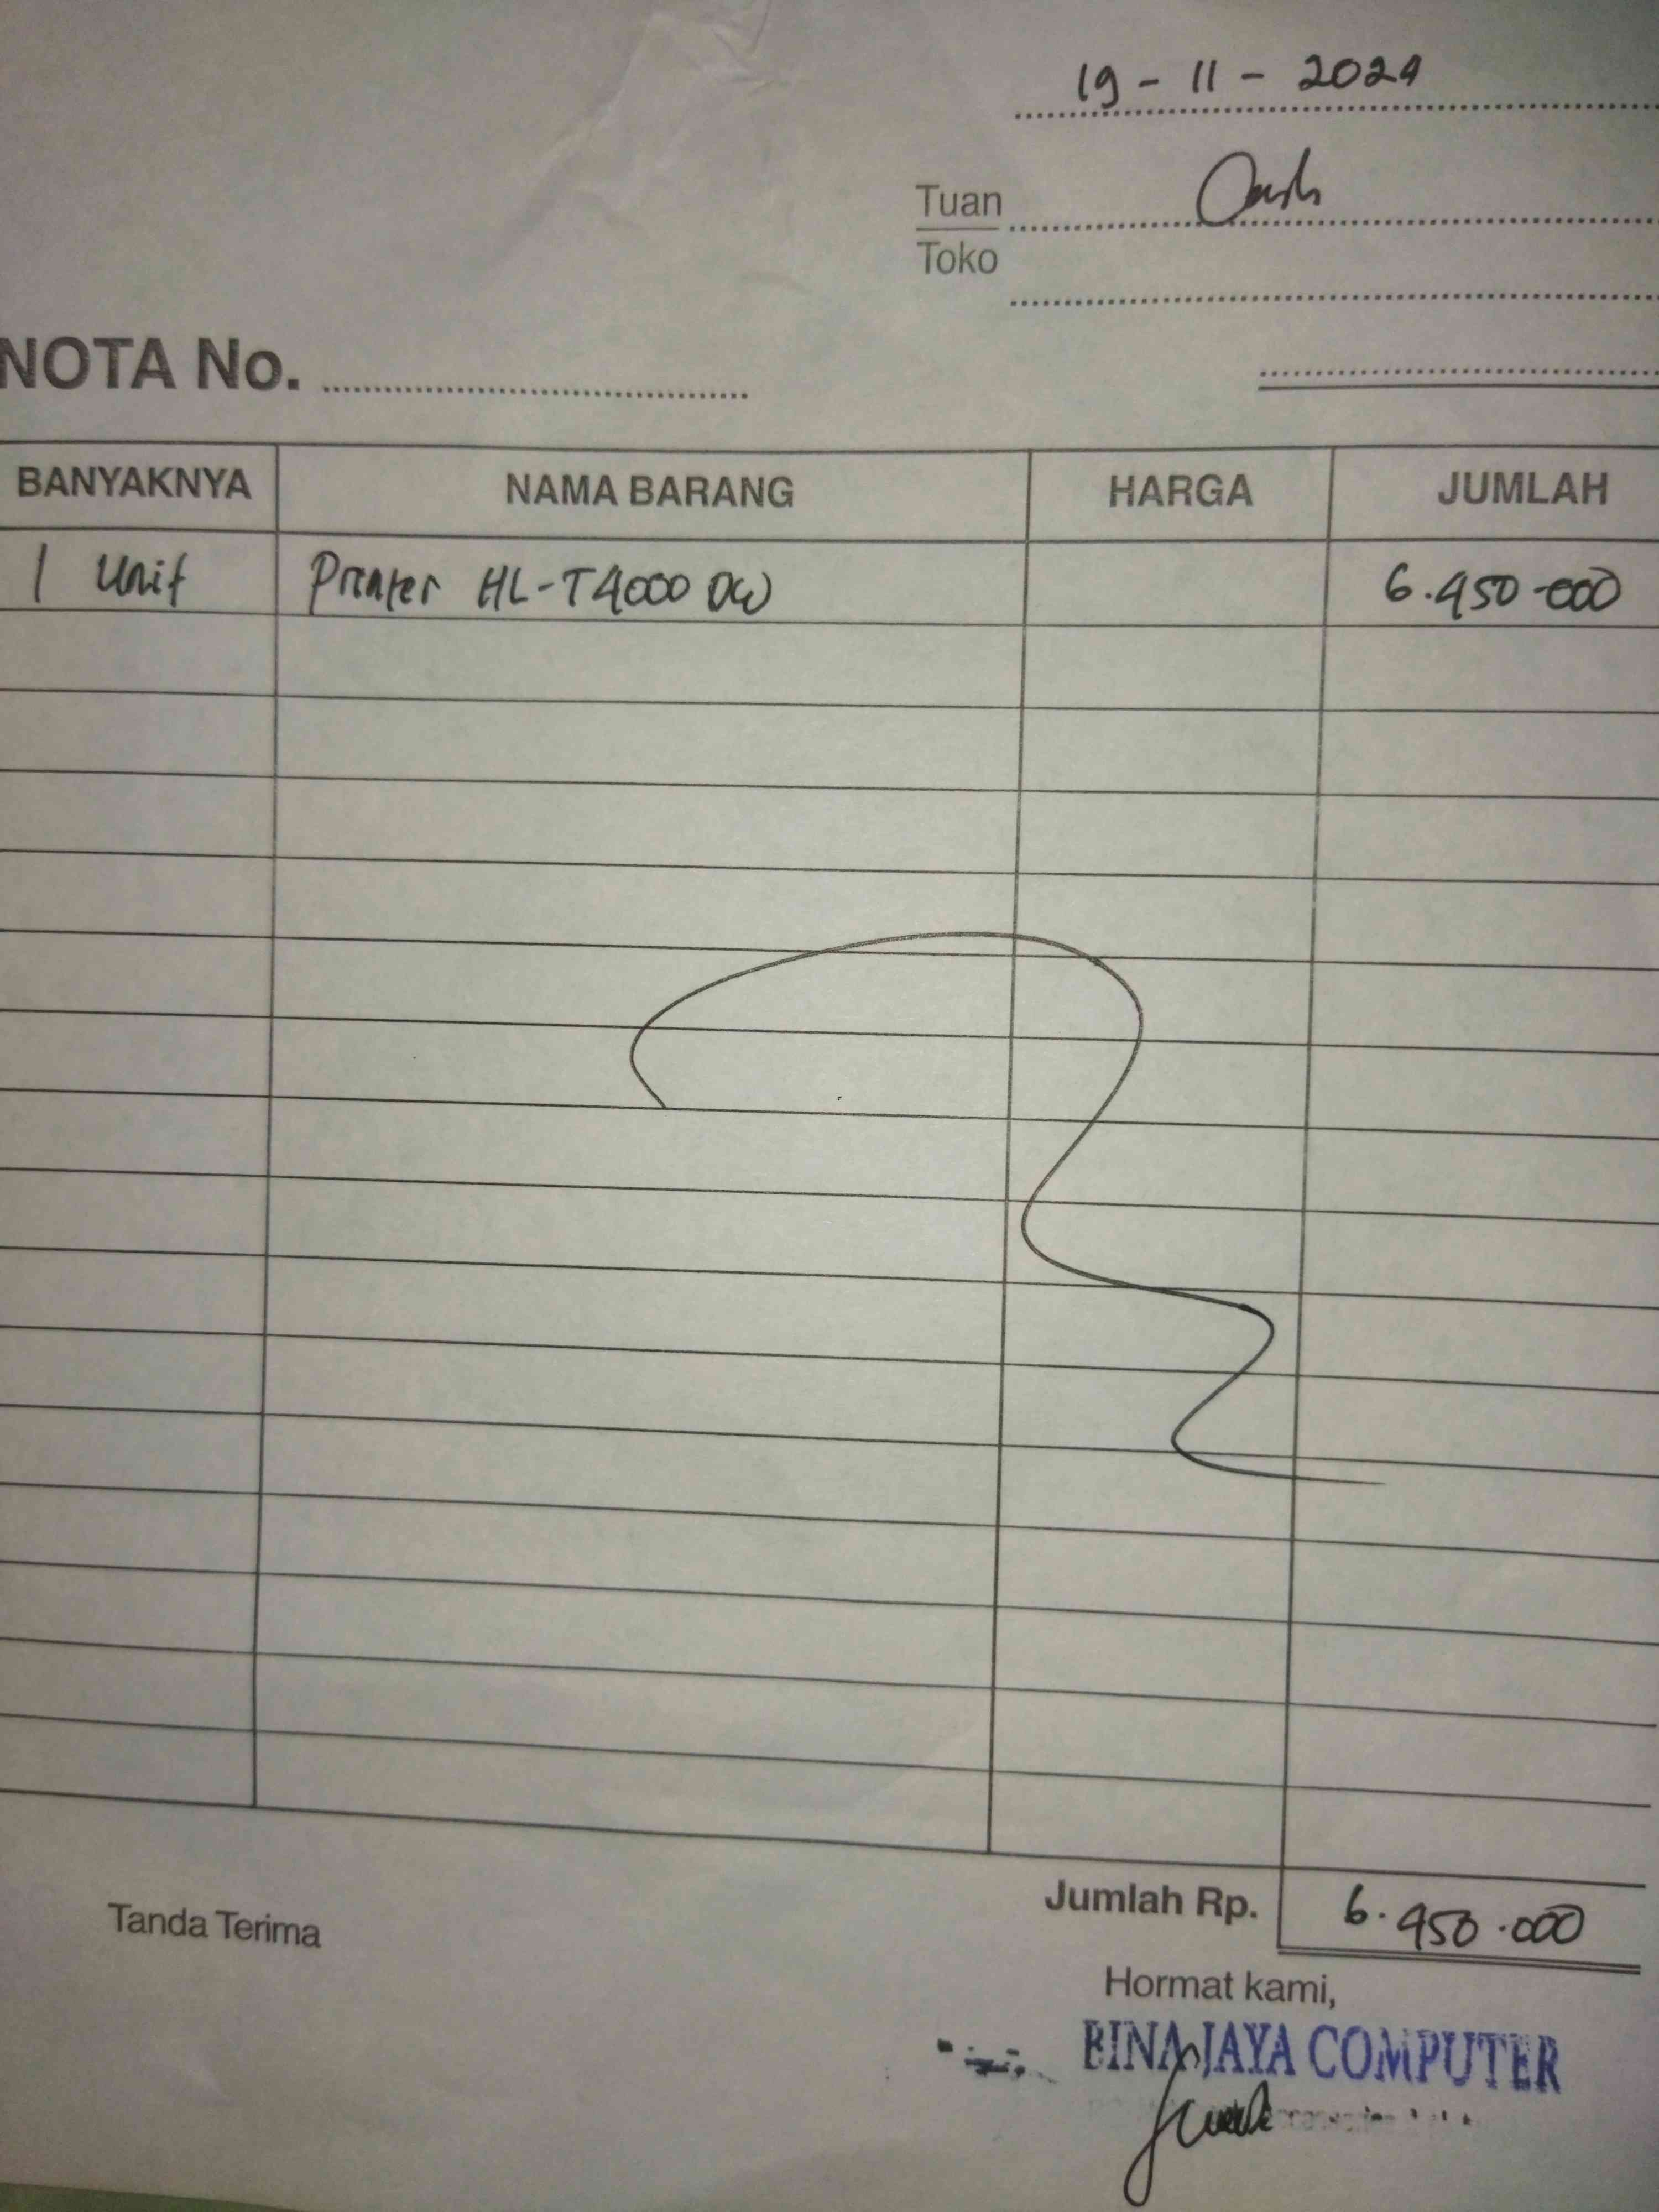 19 - 11 - 2024
Tuan Cash
Toko
NOTA No.
BANYAKNYA NAMA BARANG HARGA JUMLAH
1 Unit Printer HL-T4000 DW 6.450.000
Jumlah Rp. 6.450.000
Tanda Terima
Hormat kami,
BINA JAYA COMPUTER